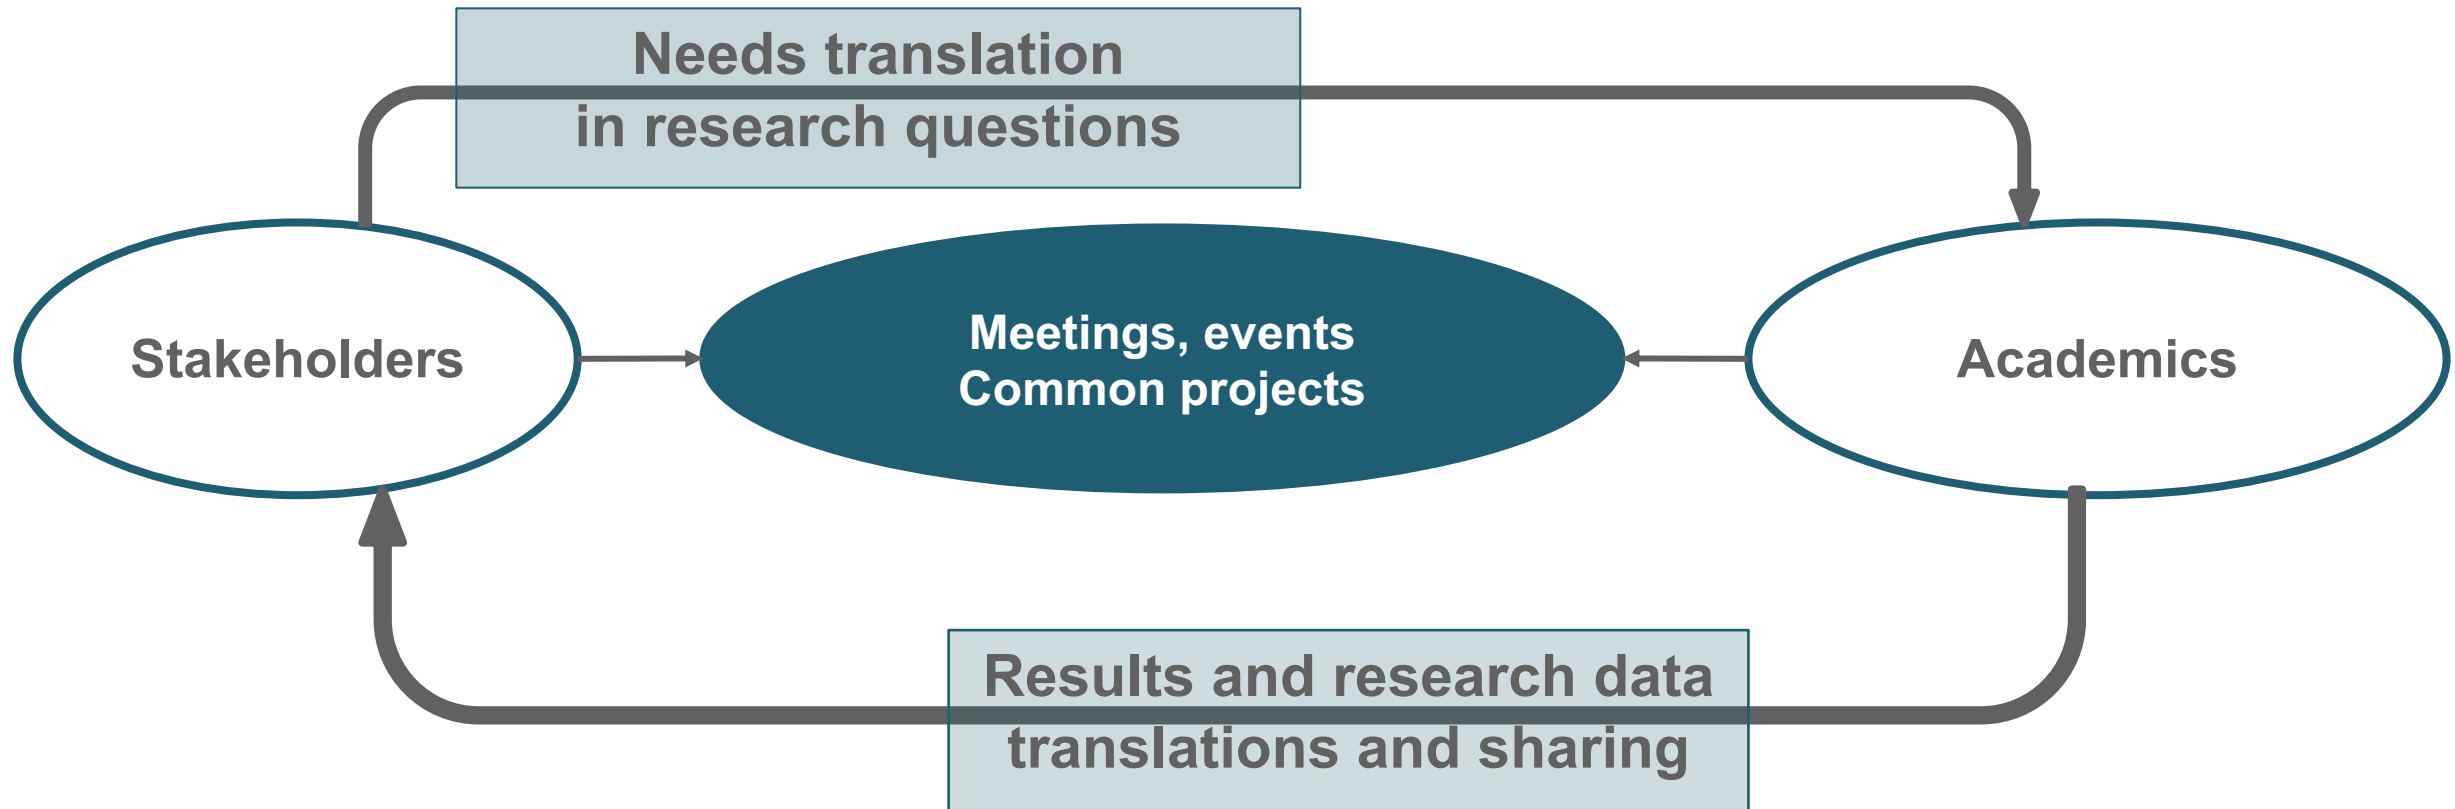 Needs translation
in research questions
Stakeholders
Meetings, events
Common projects
Academics
Results and research data
translations and sharing